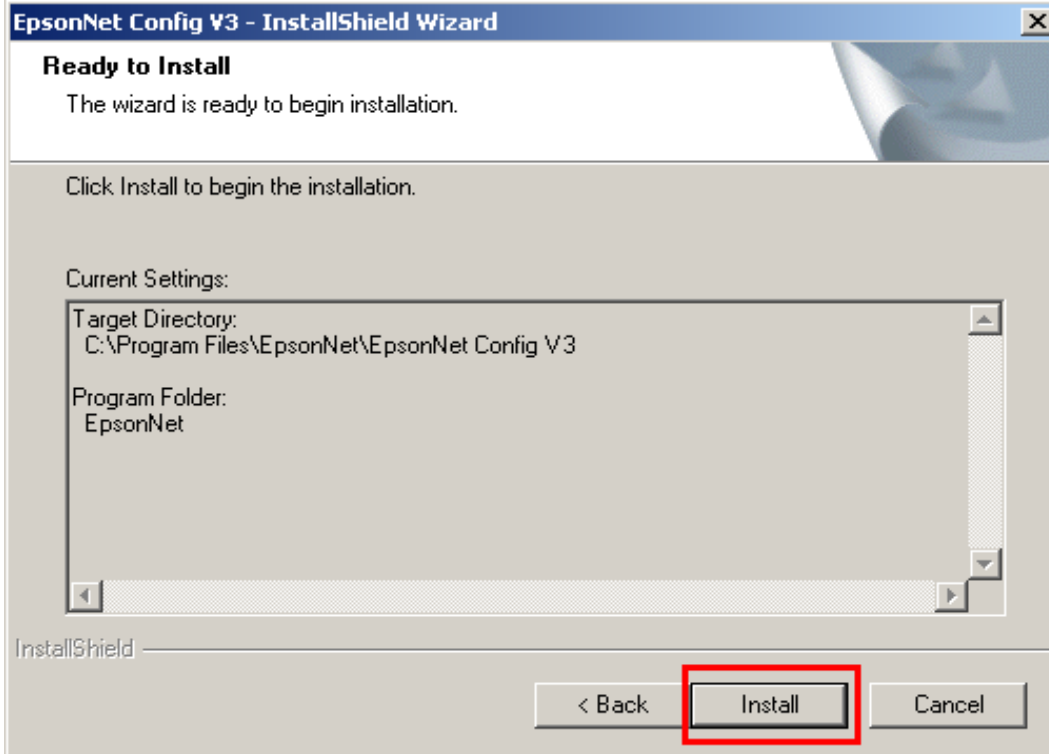 EpsonNet Config V3 - InstallShield Wizard
Ready to Install
The wizard is ready to begin installation.
Click Install to begin the installation.
Current Settings:
Target Directory:
C:\Program Files\EpsonNet\EpsonNet Config V3
Program Folder:
EpsonNet
InstallShield
< Back
Install
Cancel